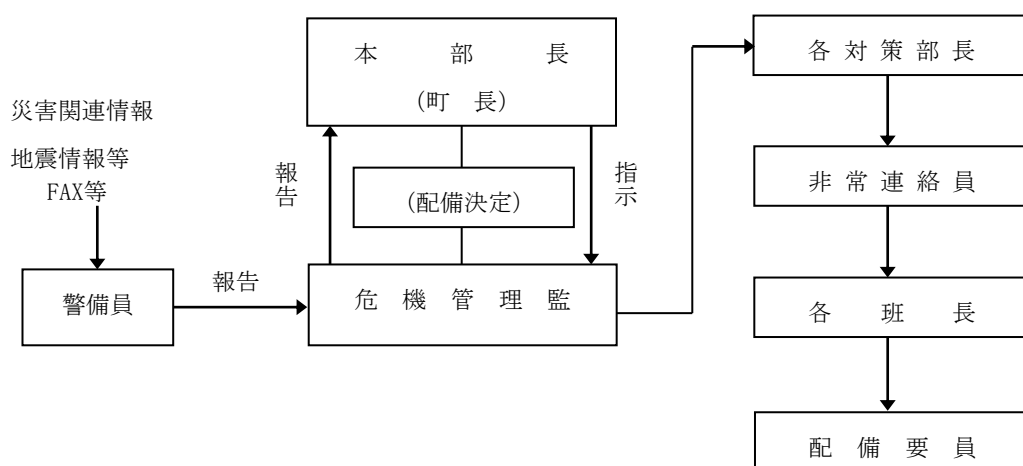 災害関連情報
地震情報等
FAX等
警備員
報告
本部長
(町長)
報告
(配備決定)
指示
危機管理監
各対策部長
非常連絡員
各班長
配備要員